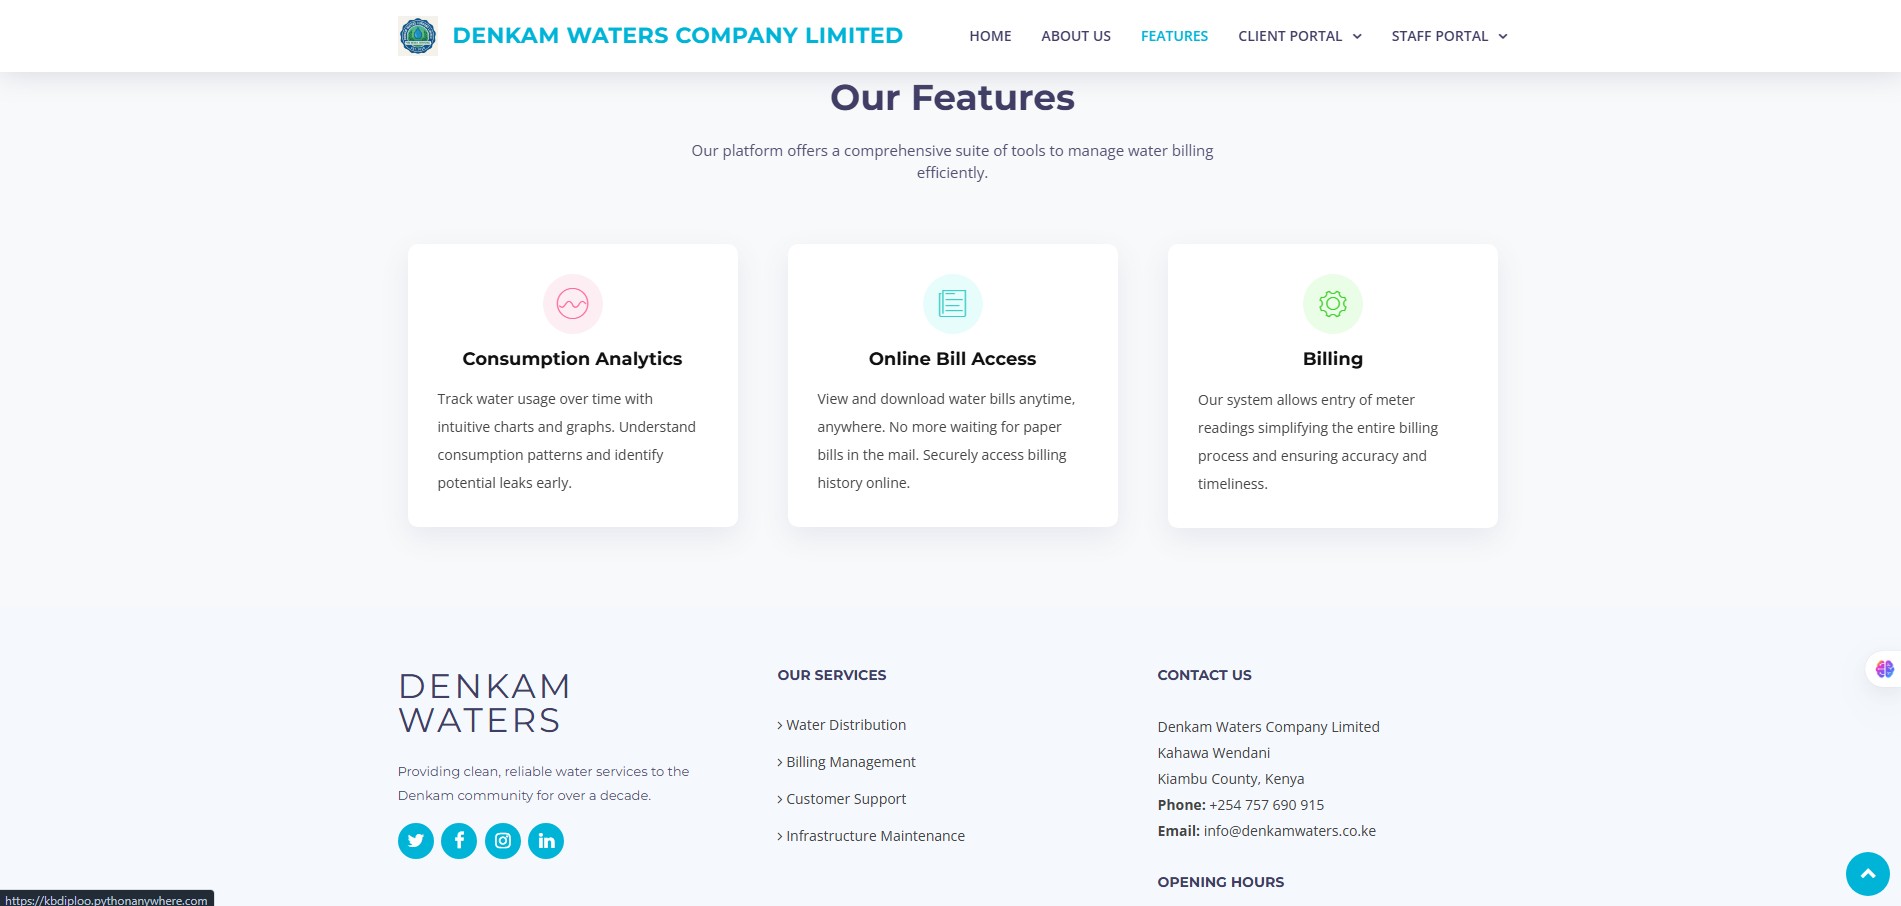 DENKAM WATERS COMPANY LIMITED
HOME
ABOUT US
FEATURES
CLIENT PORTAL
STAFF PORTAL
Our Features
Our platform offers a comprehensive suite of tools to manage water billing
efficiently.
Consumption Analytics
Track water usage over time with
intuitive charts and graphs. Understand
consumption patterns and identify
potential leaks early.
Online Bill Access
View and download water bills anytime,
anywhere. No more waiting for paper
bills in the mail. Securely access billing
history online.
Billing
Our system allows entry of meter
readings simplifying the entire billing
process and ensuring accuracy and
timeliness.
DENKAM
WATERS
Providing clean, reliable water services to the
Denkam community for over a decade.
OUR SERVICES
Water Distribution
Billing Management
Customer Support
Infrastructure Maintenance
CONTACT US
Denkam Waters Company Limited
Kahawa Wendani
Kiambu County, Kenya
Phone: +254 757 690 915
Email: info@denkamwaters.co.ke
OPENING HOURS
https://kbdiploo.pythonanywhere.com